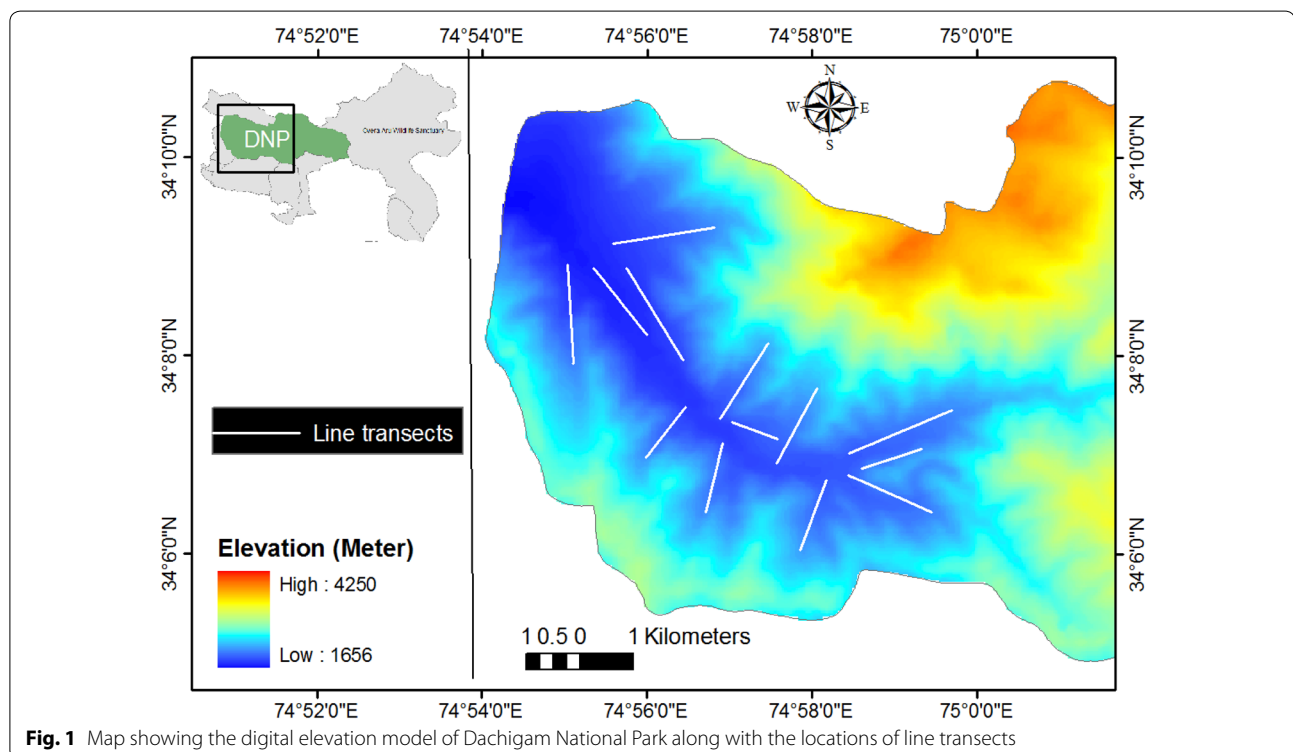 74°52'0"E 74°54'0"E 74°56'0"E 74°58'0"E 75°0'0"E
N
W E
S
DNP
Overa Aru Wildlife Sanctuary
34°10'0"N
34°10'0"N
34°8'0"N
34°8'0"N
Line transects
34°6'0"N
34°6'0"N
Elevation (Meter)
High : 4250
Low : 1656
1 0.5 0 1 Kilometers
74°52'0"E 74°54'0"E 74°56'0"E 74°58'0"E 75°0'0"E
Fig. 1 Map showing the digital elevation model of Dachigam National Park along with the locations of line transects